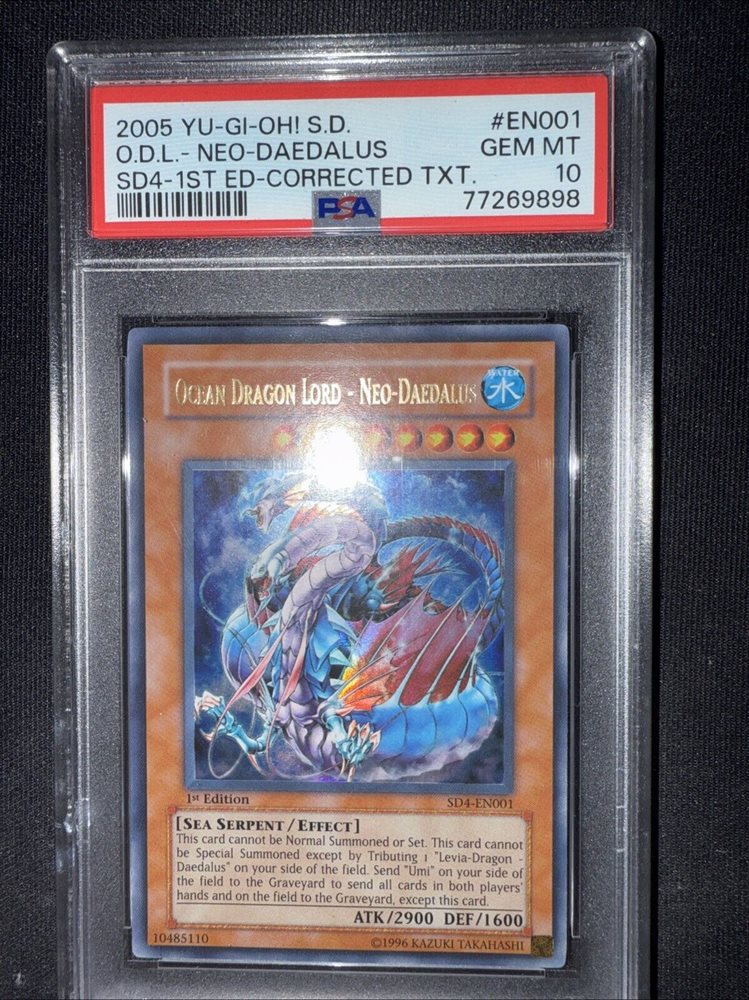 2005 YU-GI-OH! S.D. #EN001
O.D.L.- NEO-DAEDALUS GEM MT
SD4-1ST ED-CORRECTED TXT. 10
PSA 77269898
OCEAN DRAGON LORD - NEO-DAEDALUS
WATER
水
1st Edition SD4-EN001
[SEA SERPENT/EFFECT]
This card cannot be Normal Summoned or Set. This card cannot
be Special Summoned except by Tributing 1 "Levia-Dragon -
Daedalus" on your side of the field. Send "Umi" on your side of
the field to the Graveyard to send all cards in both players'
hands and on the field to the Graveyard, except this card.
ATK/2900 DEF/1600
10485110 ©1996 KAZUKI TAKAHASHI